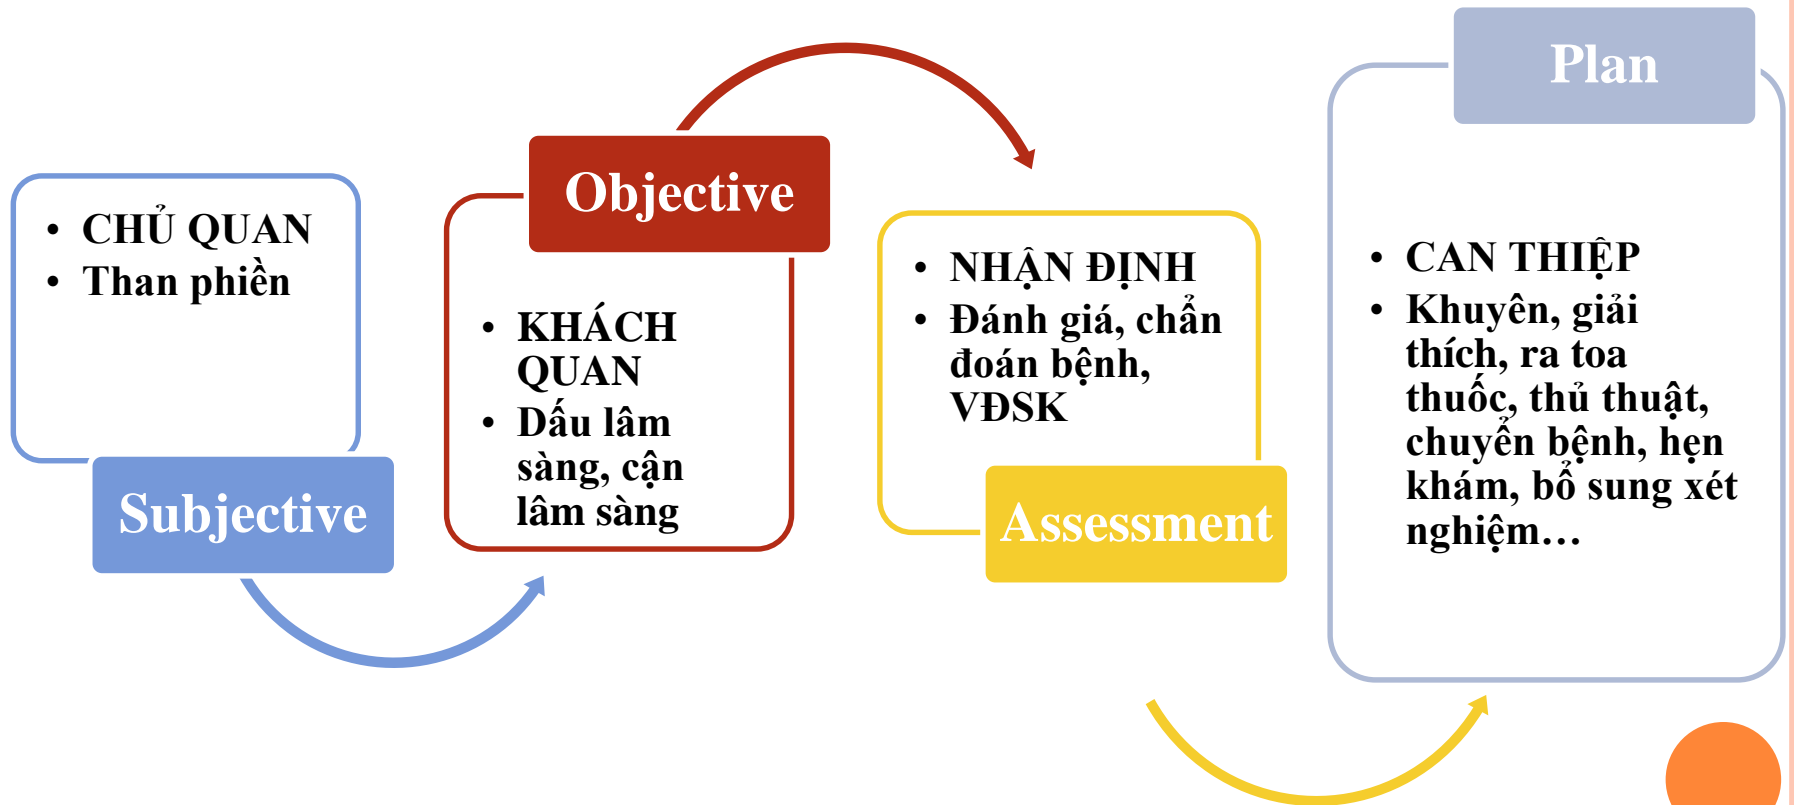 • CHỦ QUAN
• Than phiền
Subjective
Objective
• KHÁCH
QUAN
• Dấu lâm
sàng, cận
lâm sàng
• NHẬN ĐỊNH
• Đánh giá, chẩn
đoán bệnh,
VĐSK
Assessment
Plan
• CAN THIỆP
• Khuyên, giải
thích, ra toa
thuốc, thủ thuật,
chuyển bệnh, hẹn
khám, bổ sung xét
nghiệm…